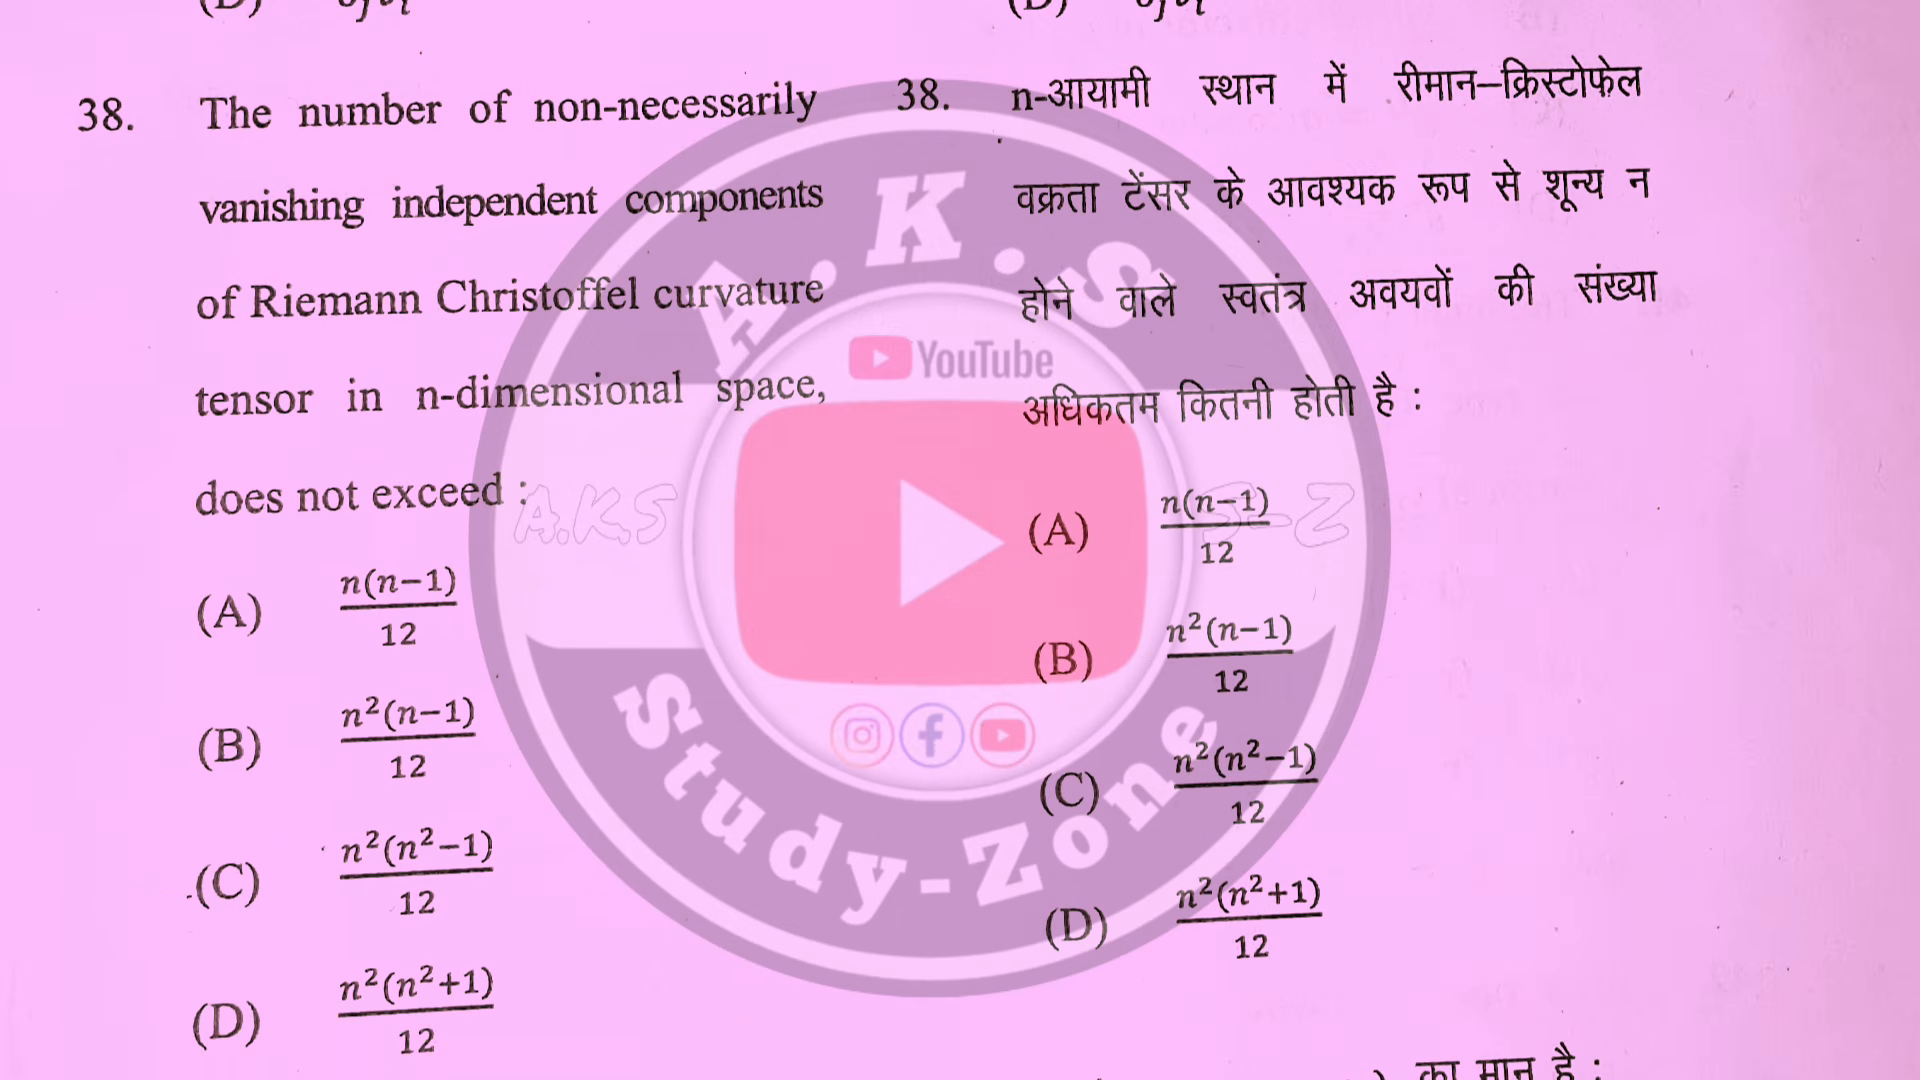 38. The number of non-necessarily
vanishing independent components
of Riemann Christoffel curvature
tensor in n-dimensional space,
does not exceed :
(A) n(n−1)/12
(B) n²(n−1)/12
(C) n²(n²−1)/12
(D) n²(n²+1)/12
38. n-आयामी स्थान में रीमान–क्रिस्टोफेल
वक्रता टेंसर के आवश्यक रूप से शून्य न
होने वाले स्वतंत्र अवयवों की संख्या
अधिकतम कितनी होती है :
(A) n(n−1)/12
(B) n²(n−1)/12
(C) n²(n²−1)/12
(D) n²(n²+1)/12
का मान है :
A.K.S
YouTube
A.K.S S-Z
Study-Zone